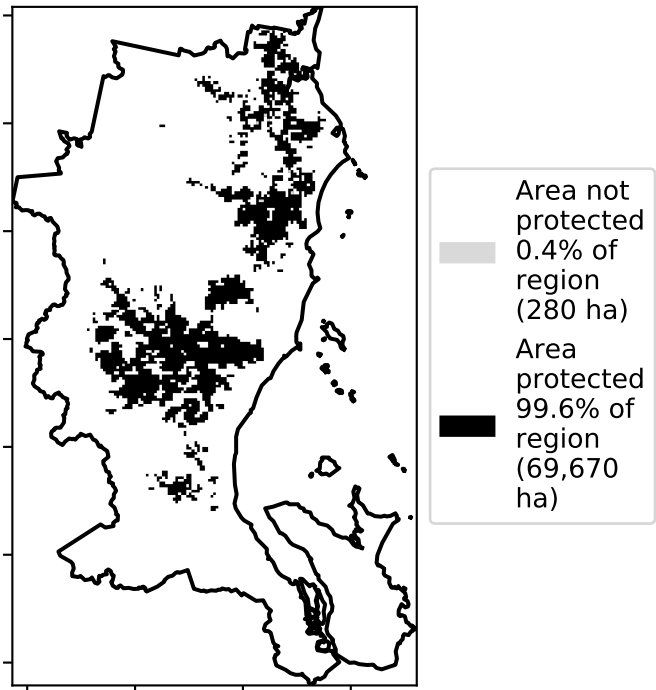 Area not
protected
0.4% of
region
(280 ha)
Area
protected
99.6% of
region
(69,670
ha)